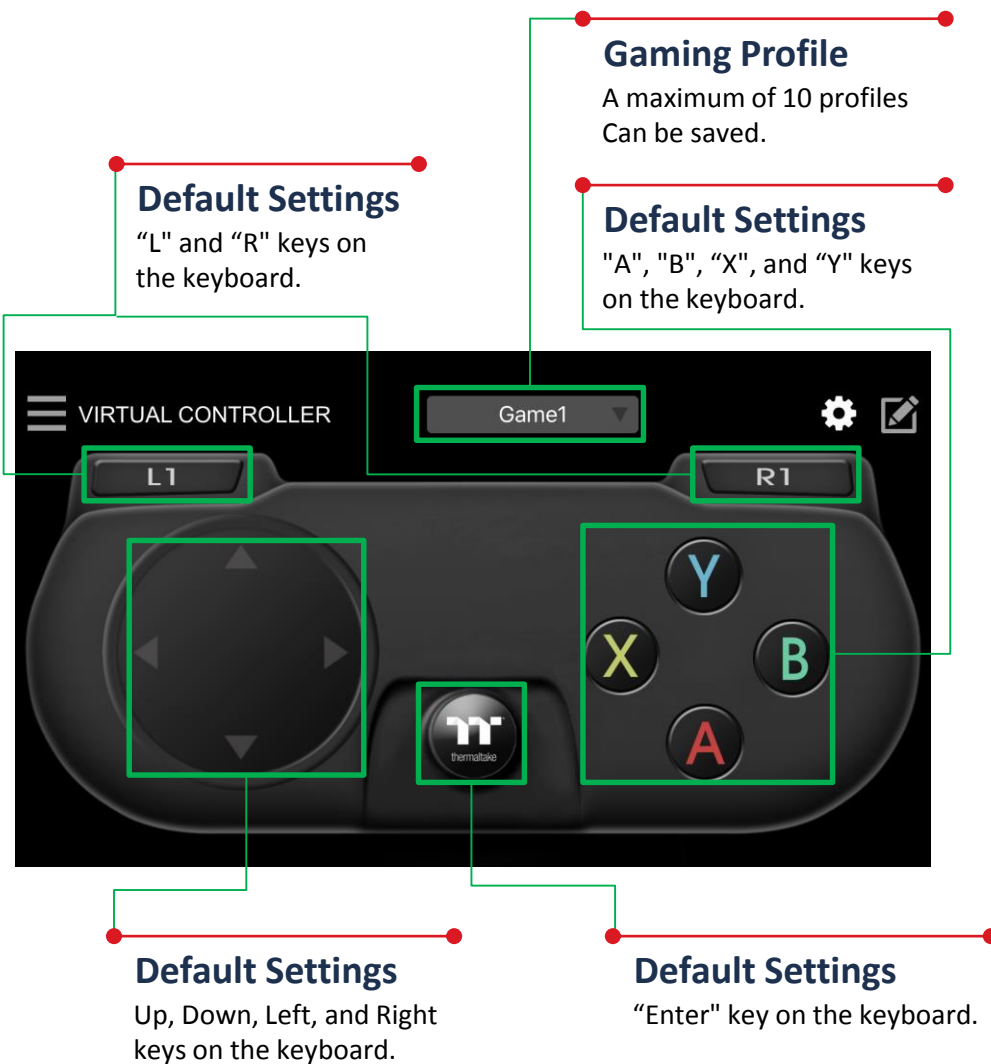 Gaming Profile
A maximum of 10 profiles
Can be saved.
Default Settings
“L" and “R" keys on
the keyboard.
Default Settings
"A", "B", “X”, and “Y" keys
on the keyboard.
VIRTUAL CONTROLLER
Game1
L1
R1
Y
X
B
A
thermaltake
Default Settings
Up, Down, Left, and Right
keys on the keyboard.
Default Settings
“Enter" key on the keyboard.